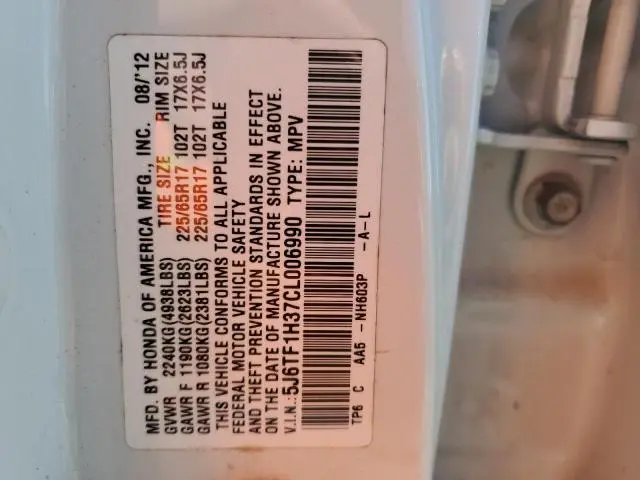 MFD. BY HONDA OF AMERICA MFG., INC. 08/'12
GVWR 2240KG(4938LBS) TIRE SIZE RIM SIZE
GAWR F 1190KG(2623LBS) 225/65R17 102T 17X6.5J
GAWR R 1080KG(2381LBS) 225/65R17 102T 17X6.5J
THIS VEHICLE CONFORMS TO ALL APPLICABLE
FEDERAL MOTOR VEHICLE SAFETY
AND THEFT PREVENTION STANDARDS IN EFFECT
ON THE DATE OF MANUFACTURE SHOWN ABOVE.
V.I.N.:5J6TF1H37CL006990 TYPE: MPV
TP6 C AA5 -NH603P -A-L